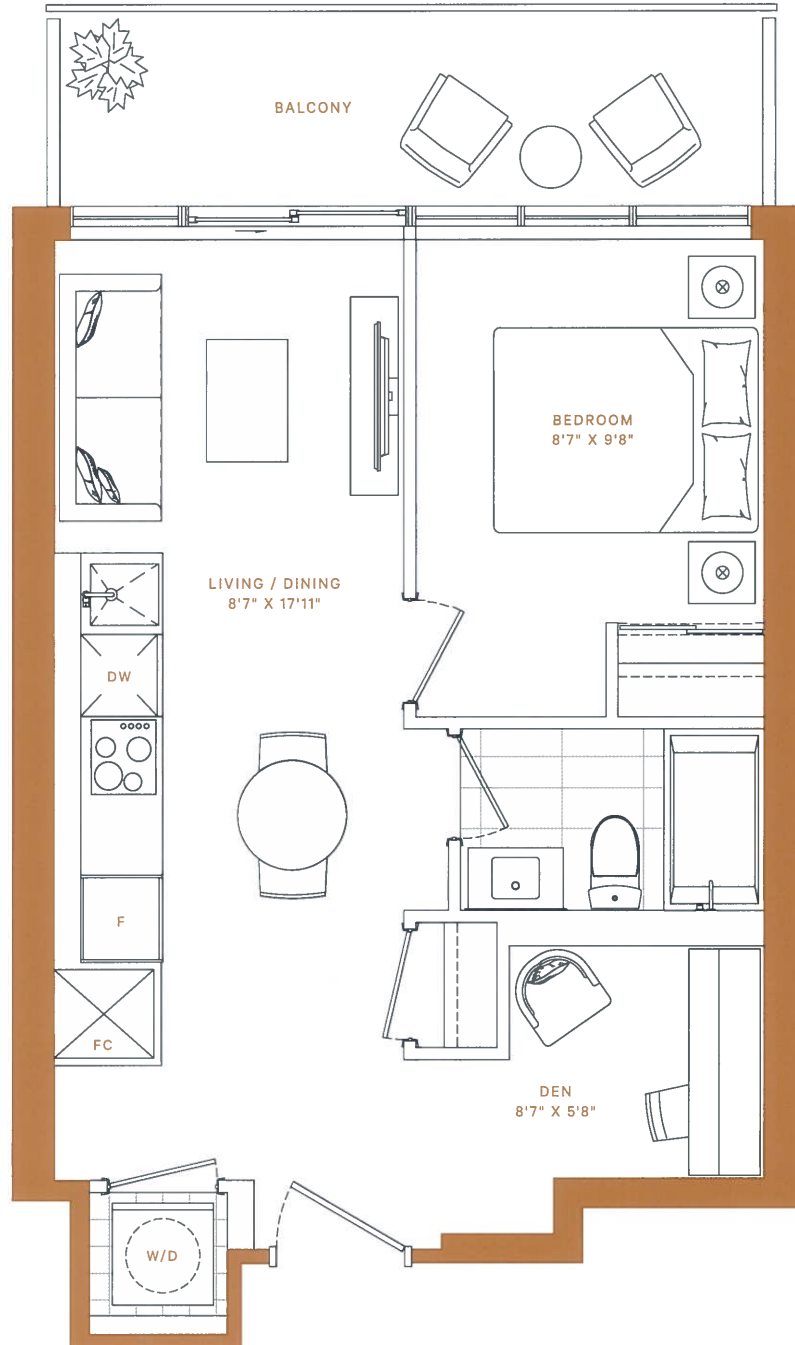 BALCONY
BEDROOM
8'7" X 9'8"
LIVING / DINING
8'7" X 17'11"
DW
F
FC
DEN
8'7" X 5'8"
W/D